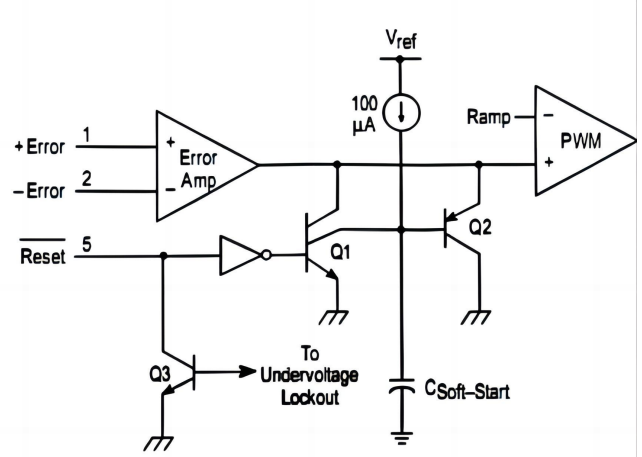 Vref
100
µA
Ramp
−
PWM
+
+Error 1
+
Error
Amp
−Error 2
−
Reset 5
Q1
Q2
Q3
To
Undervoltage
Lockout
CSoft–Start